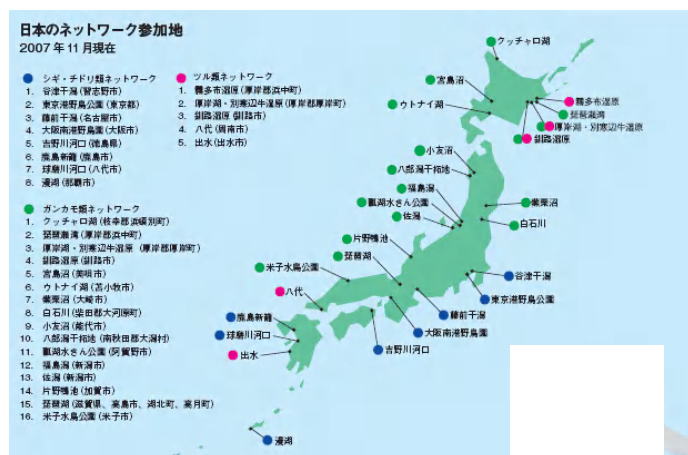 日本のネットワーク参加地
2007年11月現在
シギ・チドリ類ネットワーク
1. 谷津干潟(習志野市)
2. 東京港野鳥公園(東京都)
3. 藤前干潟(名古屋市)
4. 大阪南港野鳥園(大阪市)
5. 吉野川河口(徳島県)
6. 鹿島新籠(鹿島市)
7. 球磨川河口(八代市)
8. 漫湖(那覇市)
ツル類ネットワーク
1. 霧多布湿原(厚岸郡浜中町)
2. 厚岸湖・別寒辺牛湿原(厚岸郡厚岸町)
3. 釧路湿原(釧路市)
4. 八代(周南市)
5. 出水(出水市)
ガンカモ類ネットワーク
1. クッチャロ湖(枝幸郡浜頓別町)
2. 琵琶瀬湾(厚岸郡浜中町)
3. 厚岸湖・別寒辺牛湿原(厚岸郡厚岸町)
4. 釧路湿原(釧路市)
5. 宮島沼(美唄市)
6. ウトナイ湖(苫小牧市)
7. 蕪栗沼(大崎市)
8. 白石川(柴田郡大河原町)
9. 小友沼(能代市)
10. 八郎潟干拓地(南秋田郡大潟村)
11. 瓢湖水きん公園(阿賀野市)
12. 福島潟(新潟市)
13. 佐潟(新潟市)
14. 片野鴨池(加賀市)
15. 琵琶湖(滋賀県、高島市、湖北町、高月町)
16. 米子水鳥公園(米子市)
クッチャロ湖
宮島沼
ウトナイ湖
霧多布湿原
琵琶瀬湾
厚岸湖・別寒辺牛湿原
釧路湿原
小友沼
八郎潟干拓地
福島潟
瓢湖水きん公園
佐潟
蕪栗沼
白石川
片野鴨池
琵琶湖
米子水鳥公園
谷津干潟
八代
東京港野鳥公園
鹿島新籠
藤前干潟
球磨川河口
大阪南港野鳥園
出水
吉野川河口
漫湖